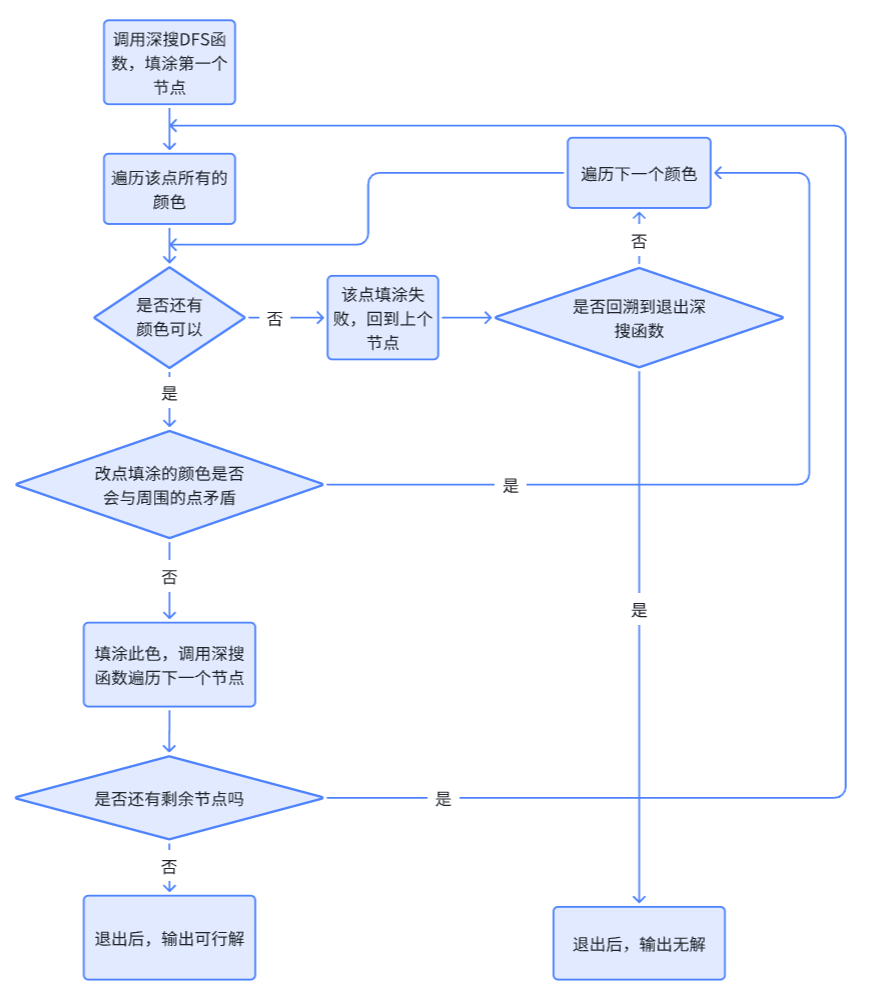 调用深搜DFS函
数，填涂第一个
节点
遍历该点所有的
颜色
遍历下一个颜色
否
是否还有
颜色可以
否
该点填涂失
败，回到上个
节点
是否回溯到退出深
搜函数
是
改点填涂的颜色是否
会与周围的点矛盾
是
否
是
填涂此色，调用深搜
函数遍历下一个节点
是否还有剩余节点吗
是
否
退出后，输出可行解
退出后，输出无解